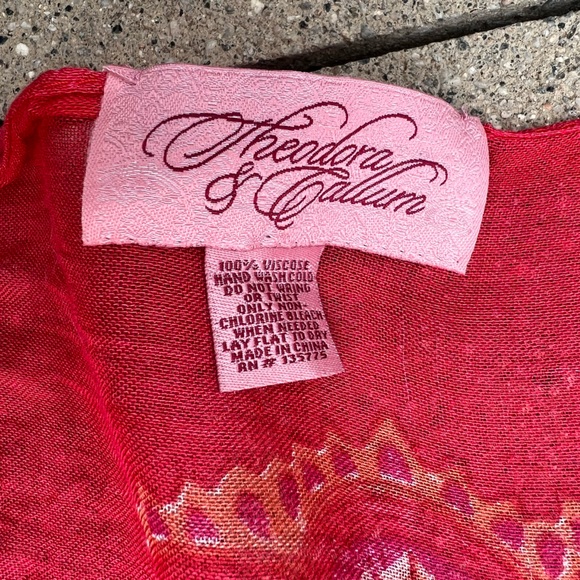 Theodora
& Callum
100% VISCOSE
HAND WASH COLD
DO NOT WRING
OR TWIST
ONLY NON-
CHLORINE BLEACH
WHEN NEEDED
LAY FLAT TO DRY
MADE IN CHINA
RN # 135775